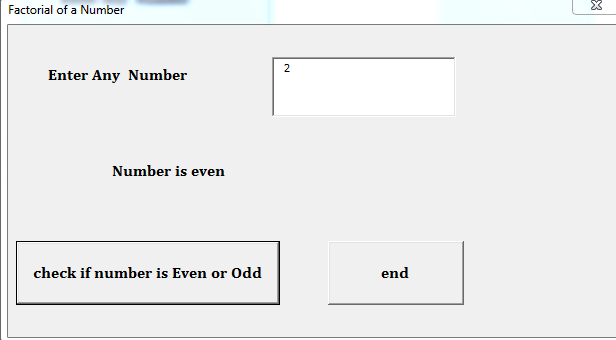 Factorial of a Number
Enter Any  Number
2
Number is even
check if number is Even or Odd
end